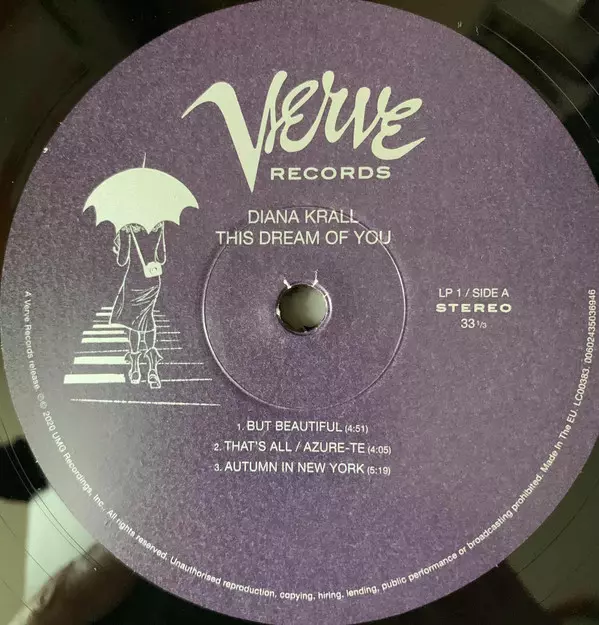 Verve
RECORDS
DIANA KRALL
THIS DREAM OF YOU
LP 1 / SIDE A
STEREO
33 1/3
1. BUT BEAUTIFUL (4:51)
2. THAT'S ALL / AZURE-TE (4:05)
3. AUTUMN IN NEW YORK (5:19)
A Verve Records release. ℗© 2020 UMG Recordings, Inc. All rights reserved. Unauthorised reproduction, copying, hiring, lending, public performance or broadcasting prohibited. Made In The EU. LC00383. 00602435036946